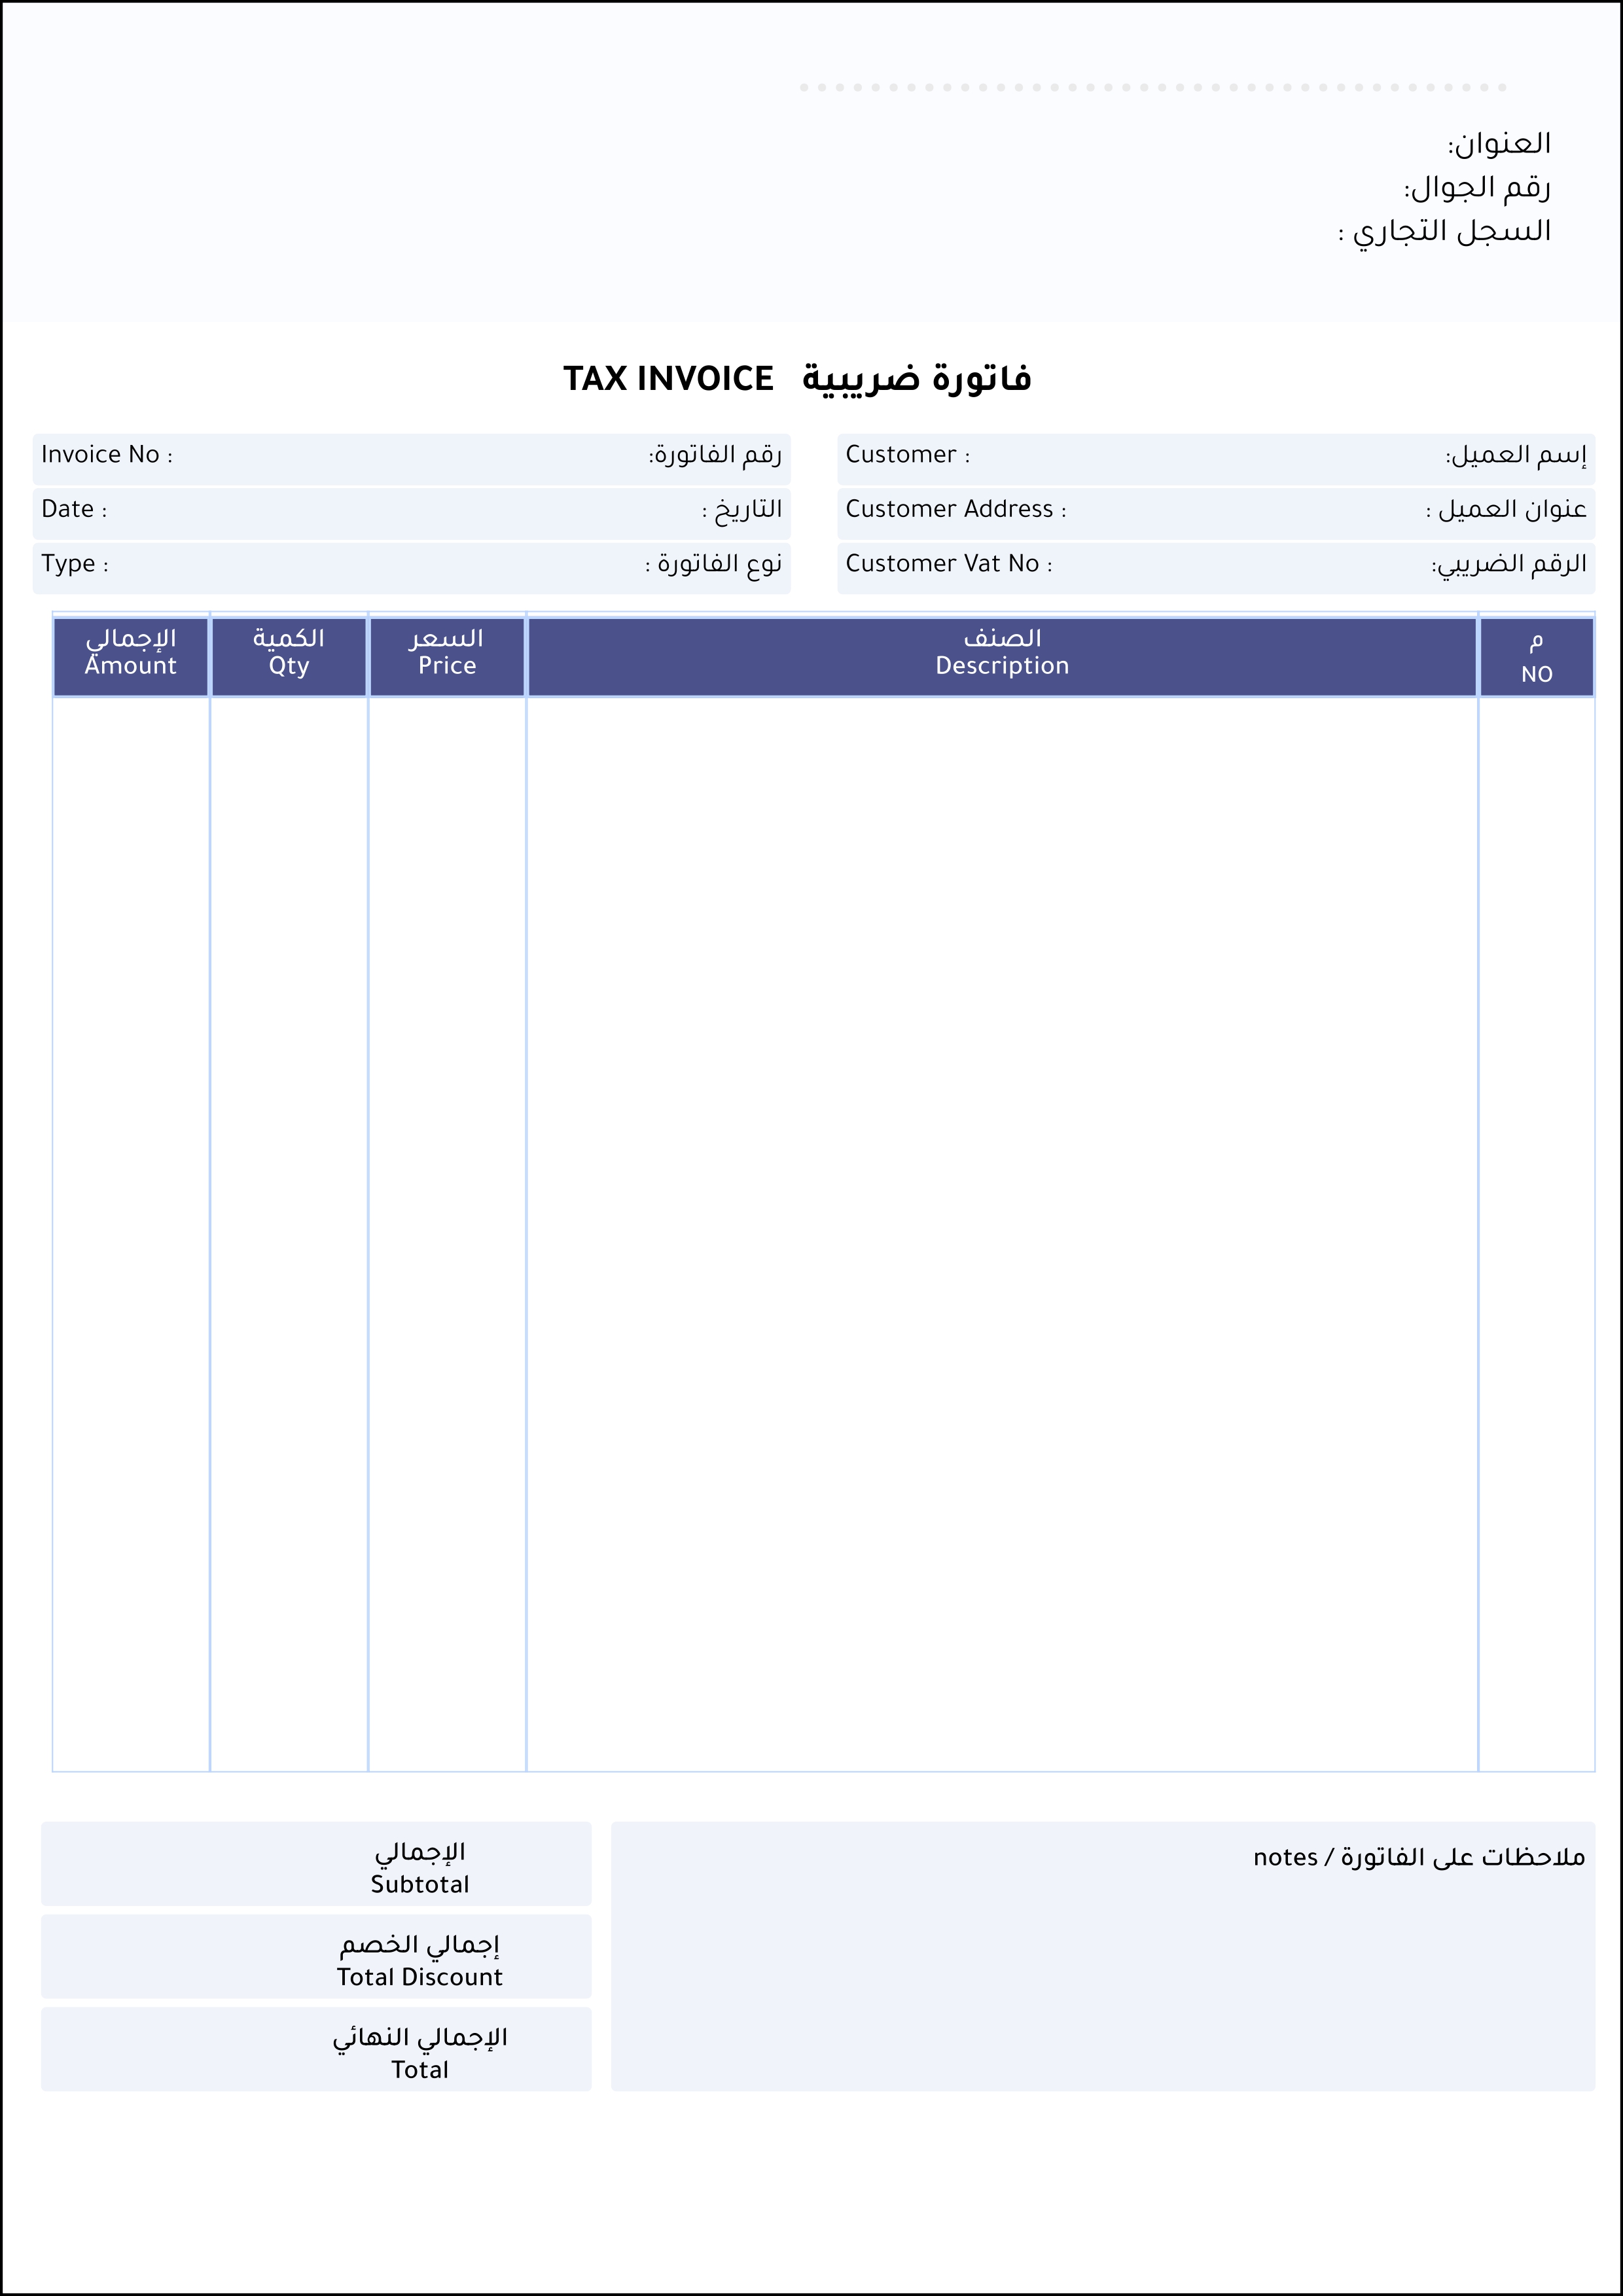 العنوان:
رقم الجوال:
السجل التجاري :
فاتورة ضريبية TAX INVOICE
إسم العميل: Customer :
رقم الفاتورة: Invoice No :
عنوان العميل : Customer Address :
التاريخ : Date :
الرقم الضريبي: Customer Vat No :
نوع الفاتورة : Type :
م
NO
الصنف
Description
السعر
Price
الكمية
Qty
الإجمالي
Amount
ملاحظات على الفاتورة / notes
الإجمالي
Subtotal
إجمالي الخصم
Total Discount
الإجمالي النهائي
Total